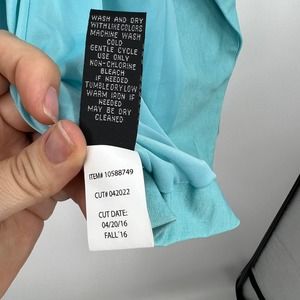 WASH AND DRY
WITH LIKE COLORS
MACHINE WASH
COLD
GENTLE CYCLE
USE ONLY
NON-CHLORINE
BLEACH
IF NEEDED
TUMBLE DRY LOW
WARM IRON IF
NEEDED
MAY BE DRY
CLEANED
ITEM# 10588749
CUT# 042022
CUT DATE:
04/20/16
FALL'16